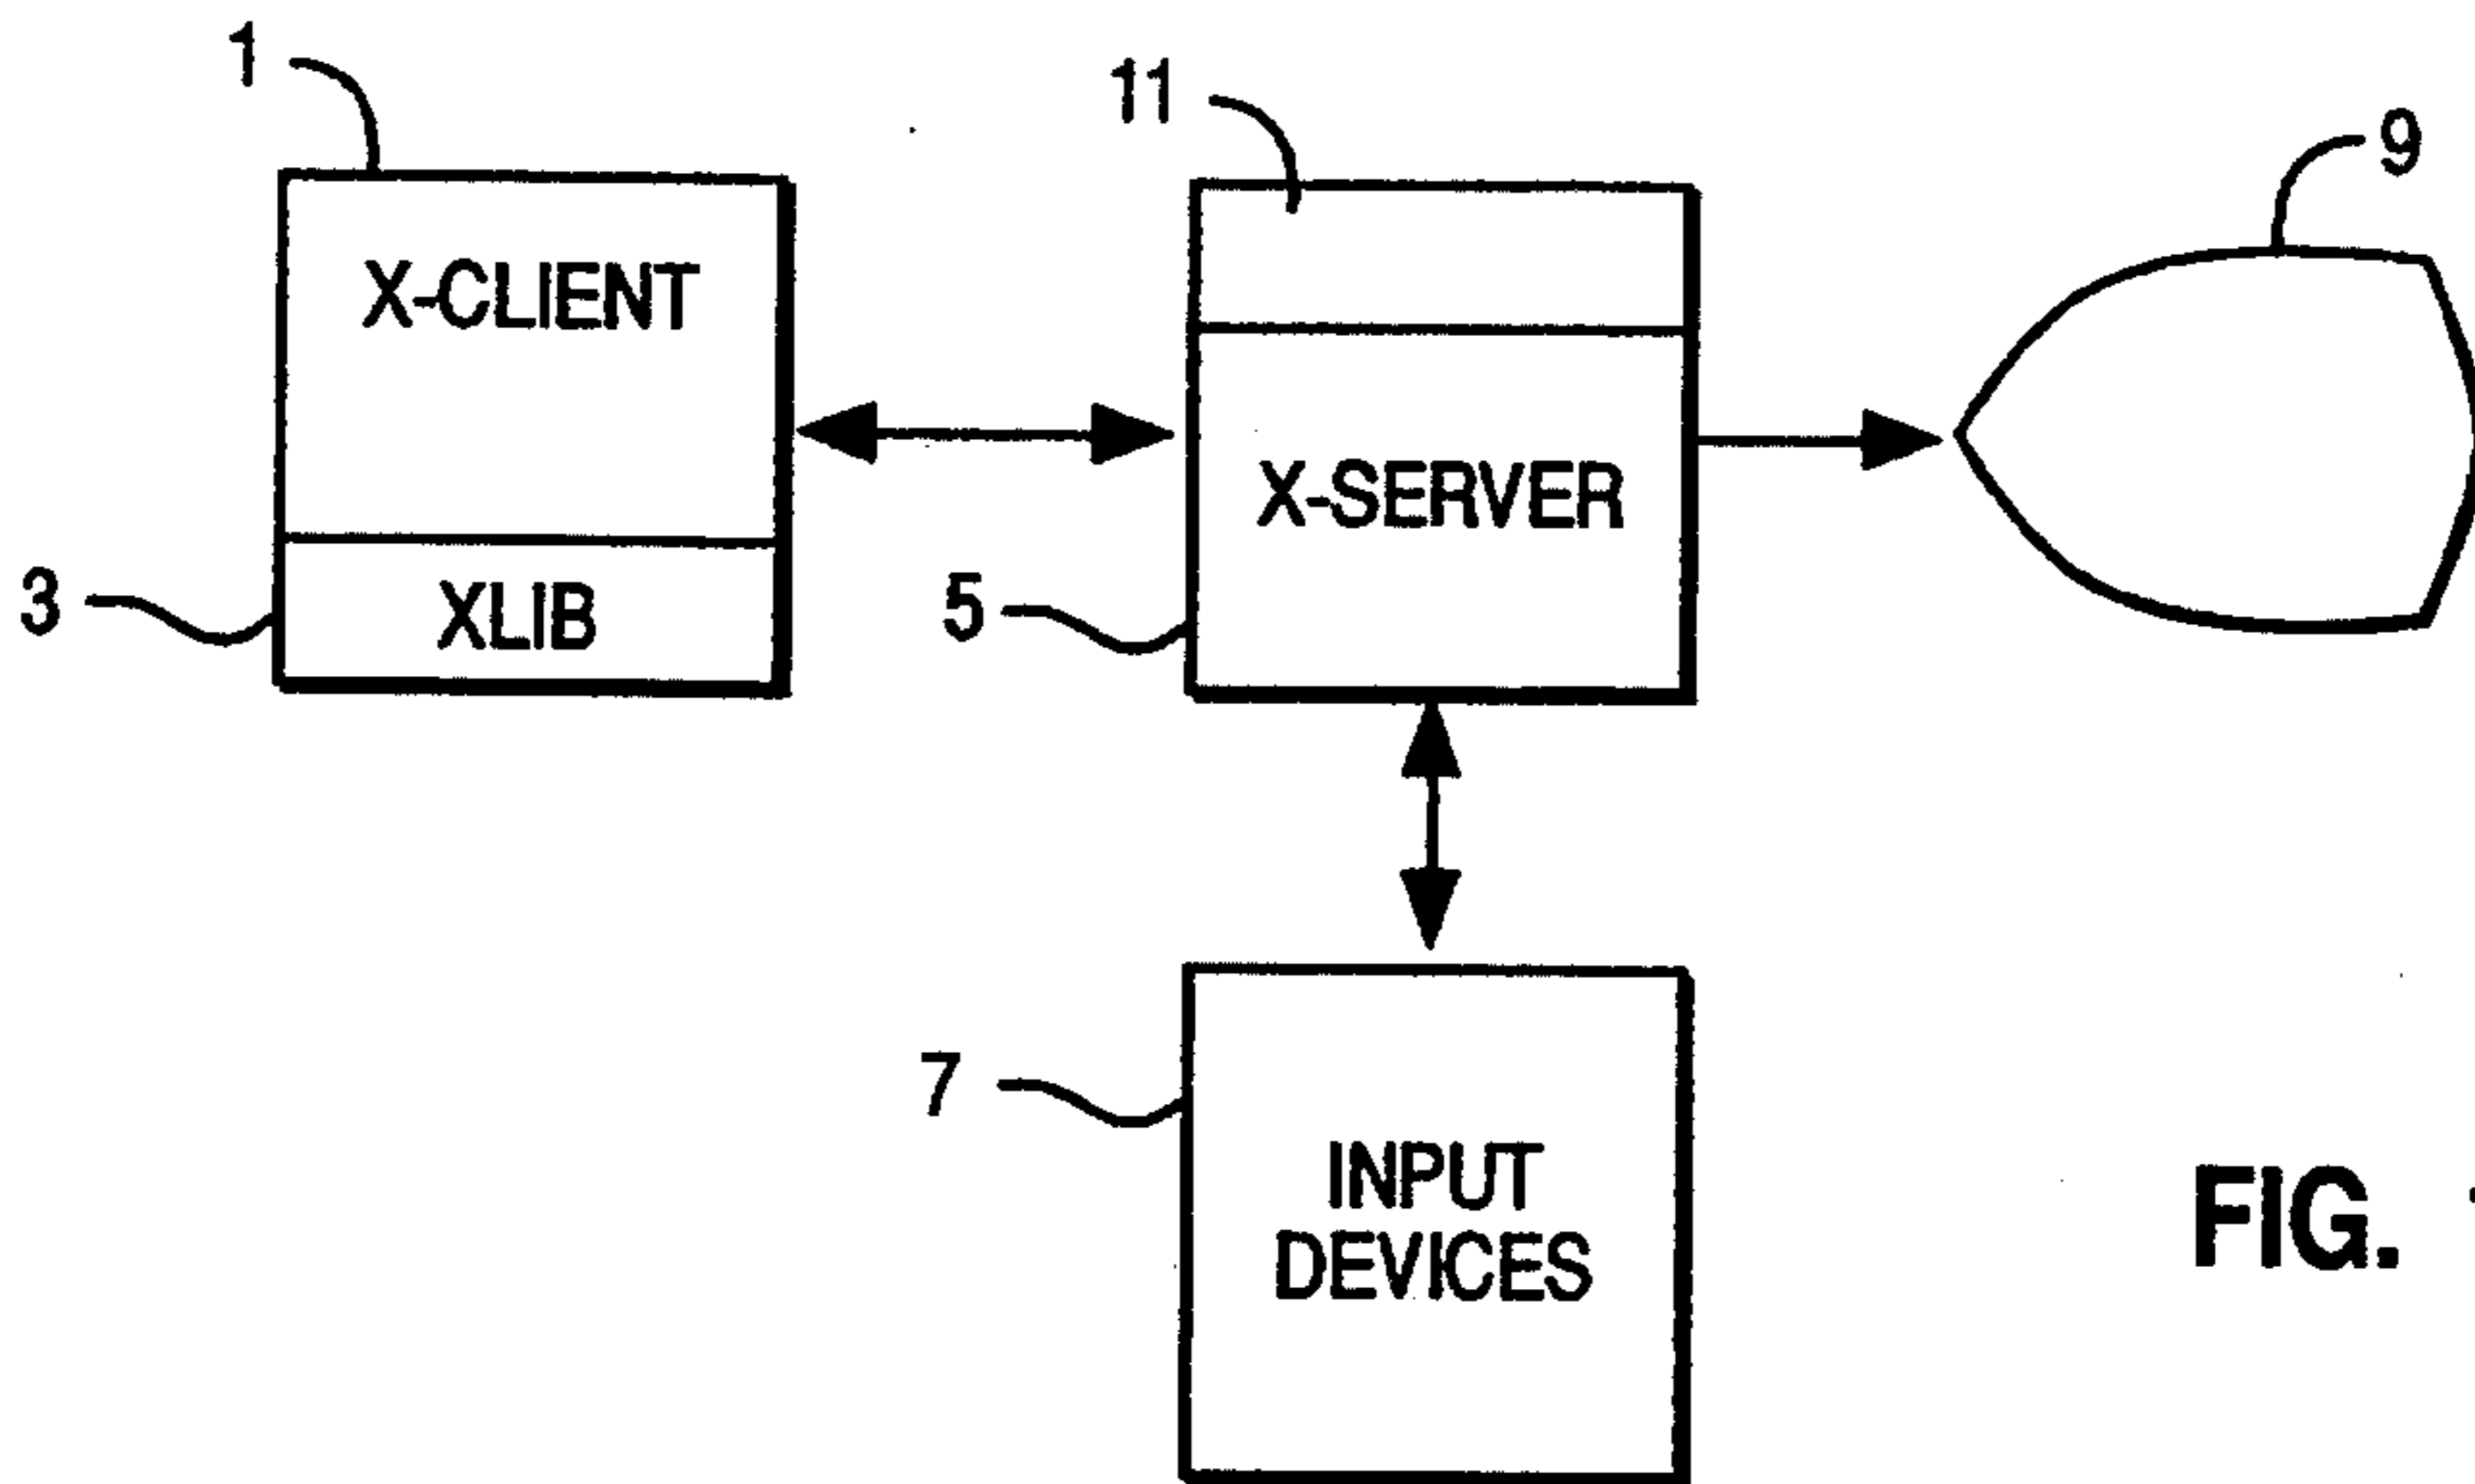 1
11
9
X-CLIENT
X-SERVER
3
XLIB
5
7
INPUT
DEVICES
FIG.